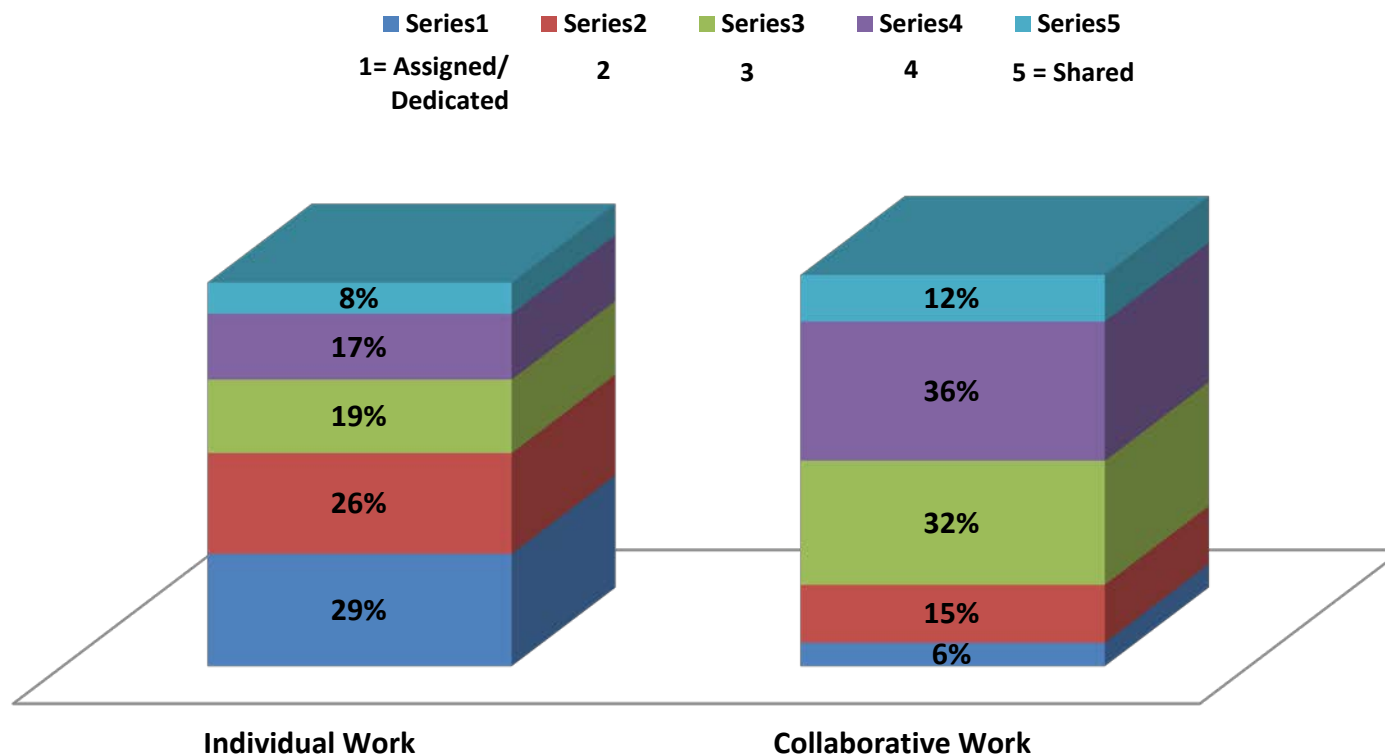 Series1 Series2 Series3 Series4 Series5
1= Assigned/ 2 3 4 5 = Shared
Dedicated
8% 12%
17% 36%
19% 32%
26% 15%
29% 6%
Individual Work Collaborative Work